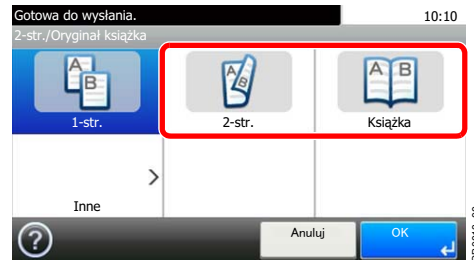 Gotowa do wysłania.
10:10
2-str./Oryginał książka
A
B
A
B
A B
1-str.
2-str.
Książka
Inne
?
Anuluj
OK